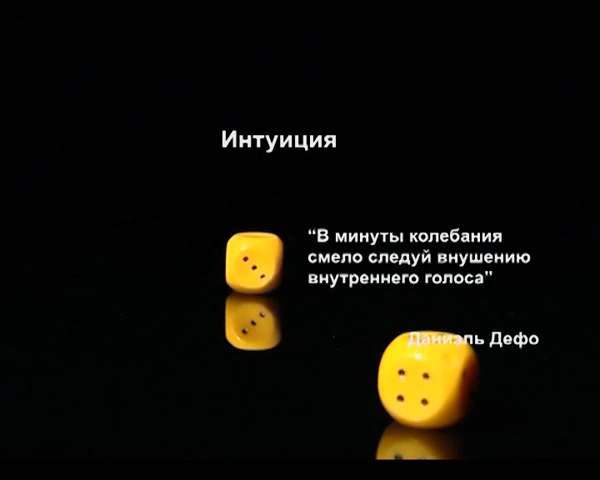 Интуиция
“В минуты колебания
смело следуй внушению
внутреннего голоса”
Даниэль Дефо